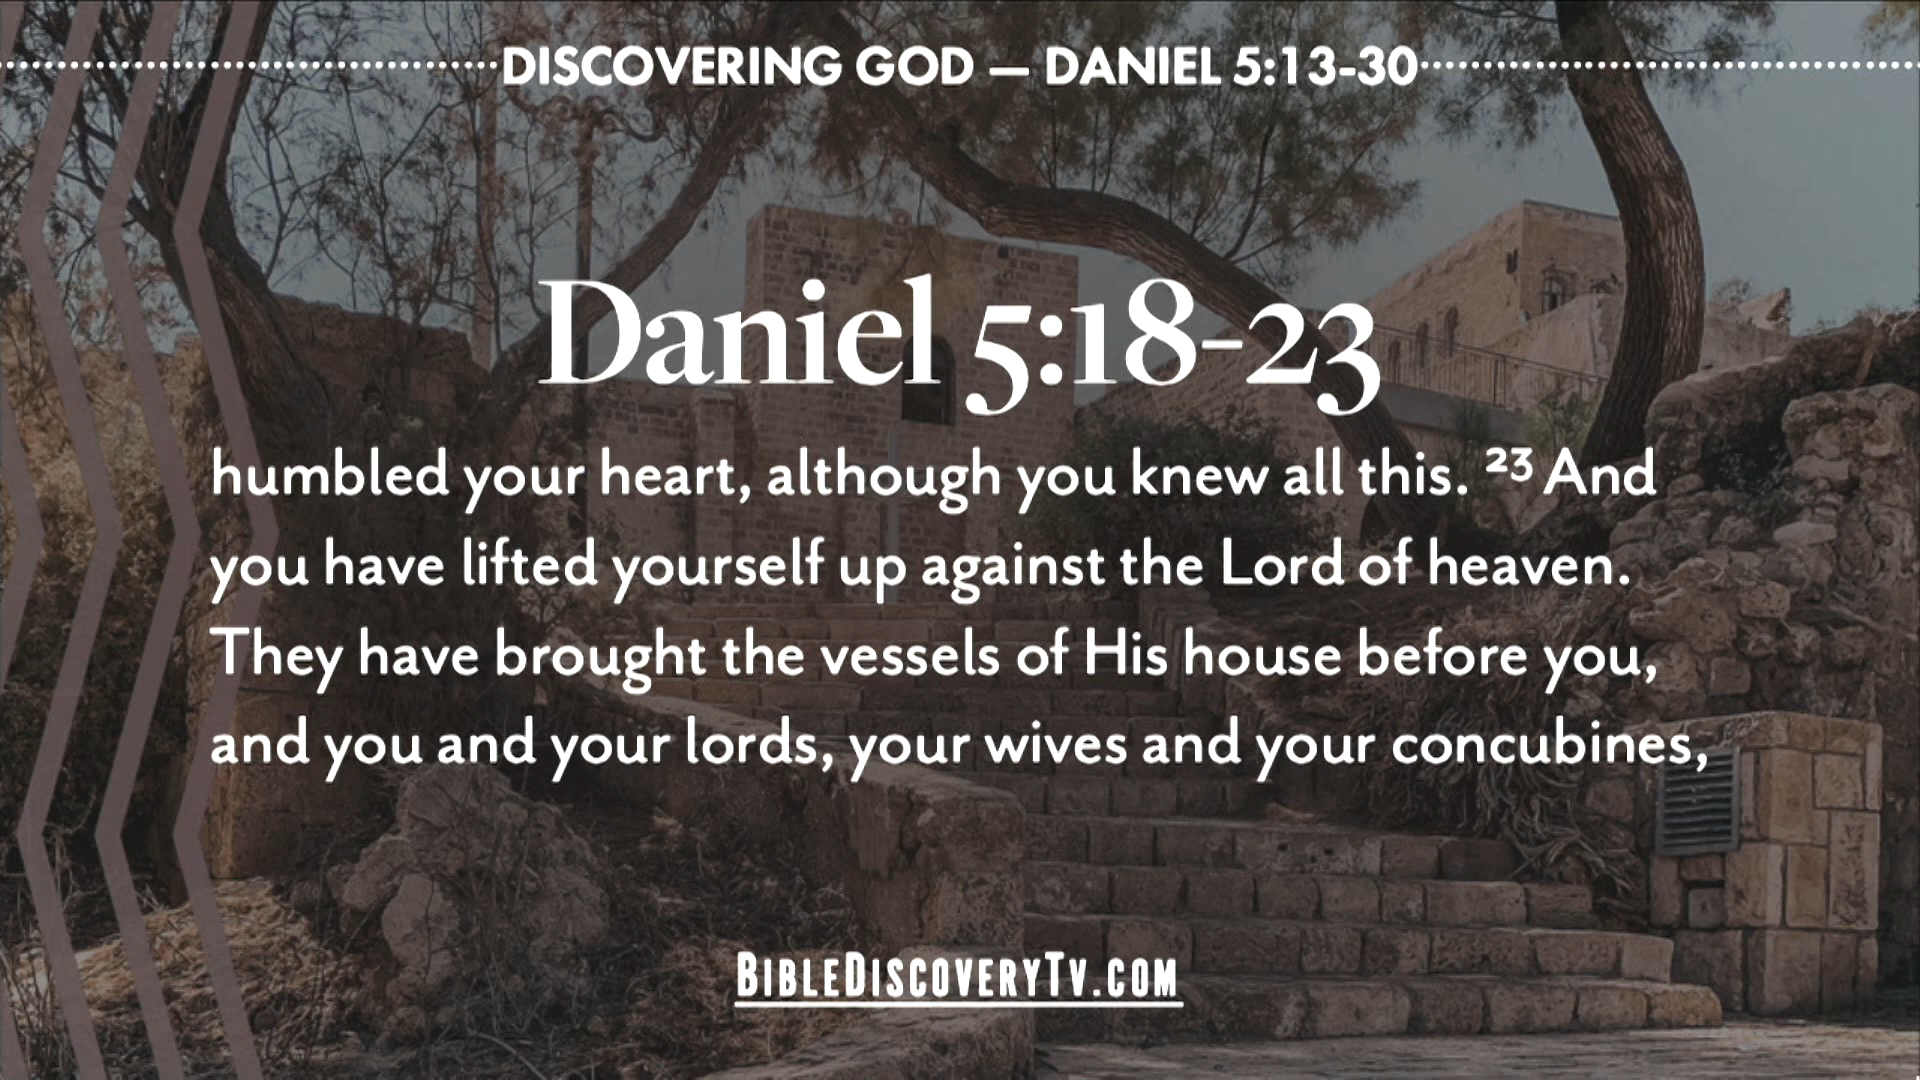 DISCOVERING GOD — DANIEL 5:13-30
Daniel 5:18-23
humbled your heart, although you knew all this. ²³ And
you have lifted yourself up against the Lord of heaven.
They have brought the vessels of His house before you,
and you and your lords, your wives and your concubines,
BIBLEDISCOVERYTV.COM